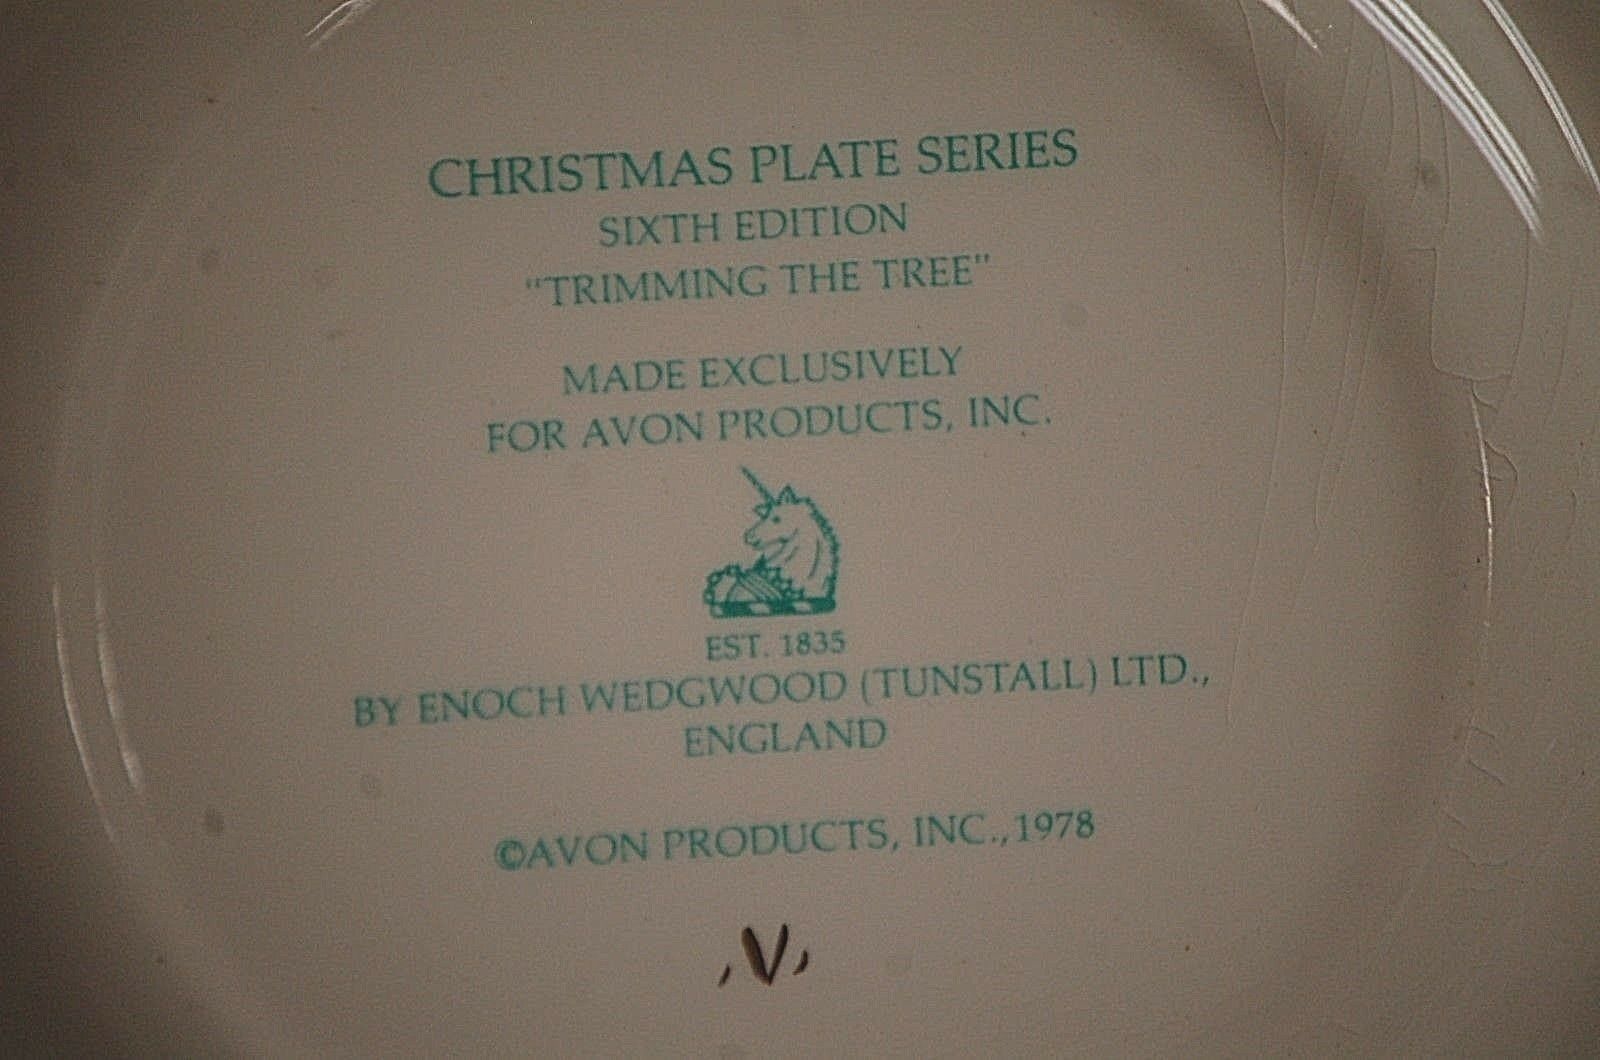 CHRISTMAS PLATE SERIES
SIXTH EDITION
"TRIMMING THE TREE"
MADE EXCLUSIVELY
FOR AVON PRODUCTS, INC.
EST. 1835
BY ENOCH WEDGWOOD (TUNSTALL) LTD.,
ENGLAND
©AVON PRODUCTS, INC., 1978
,V,